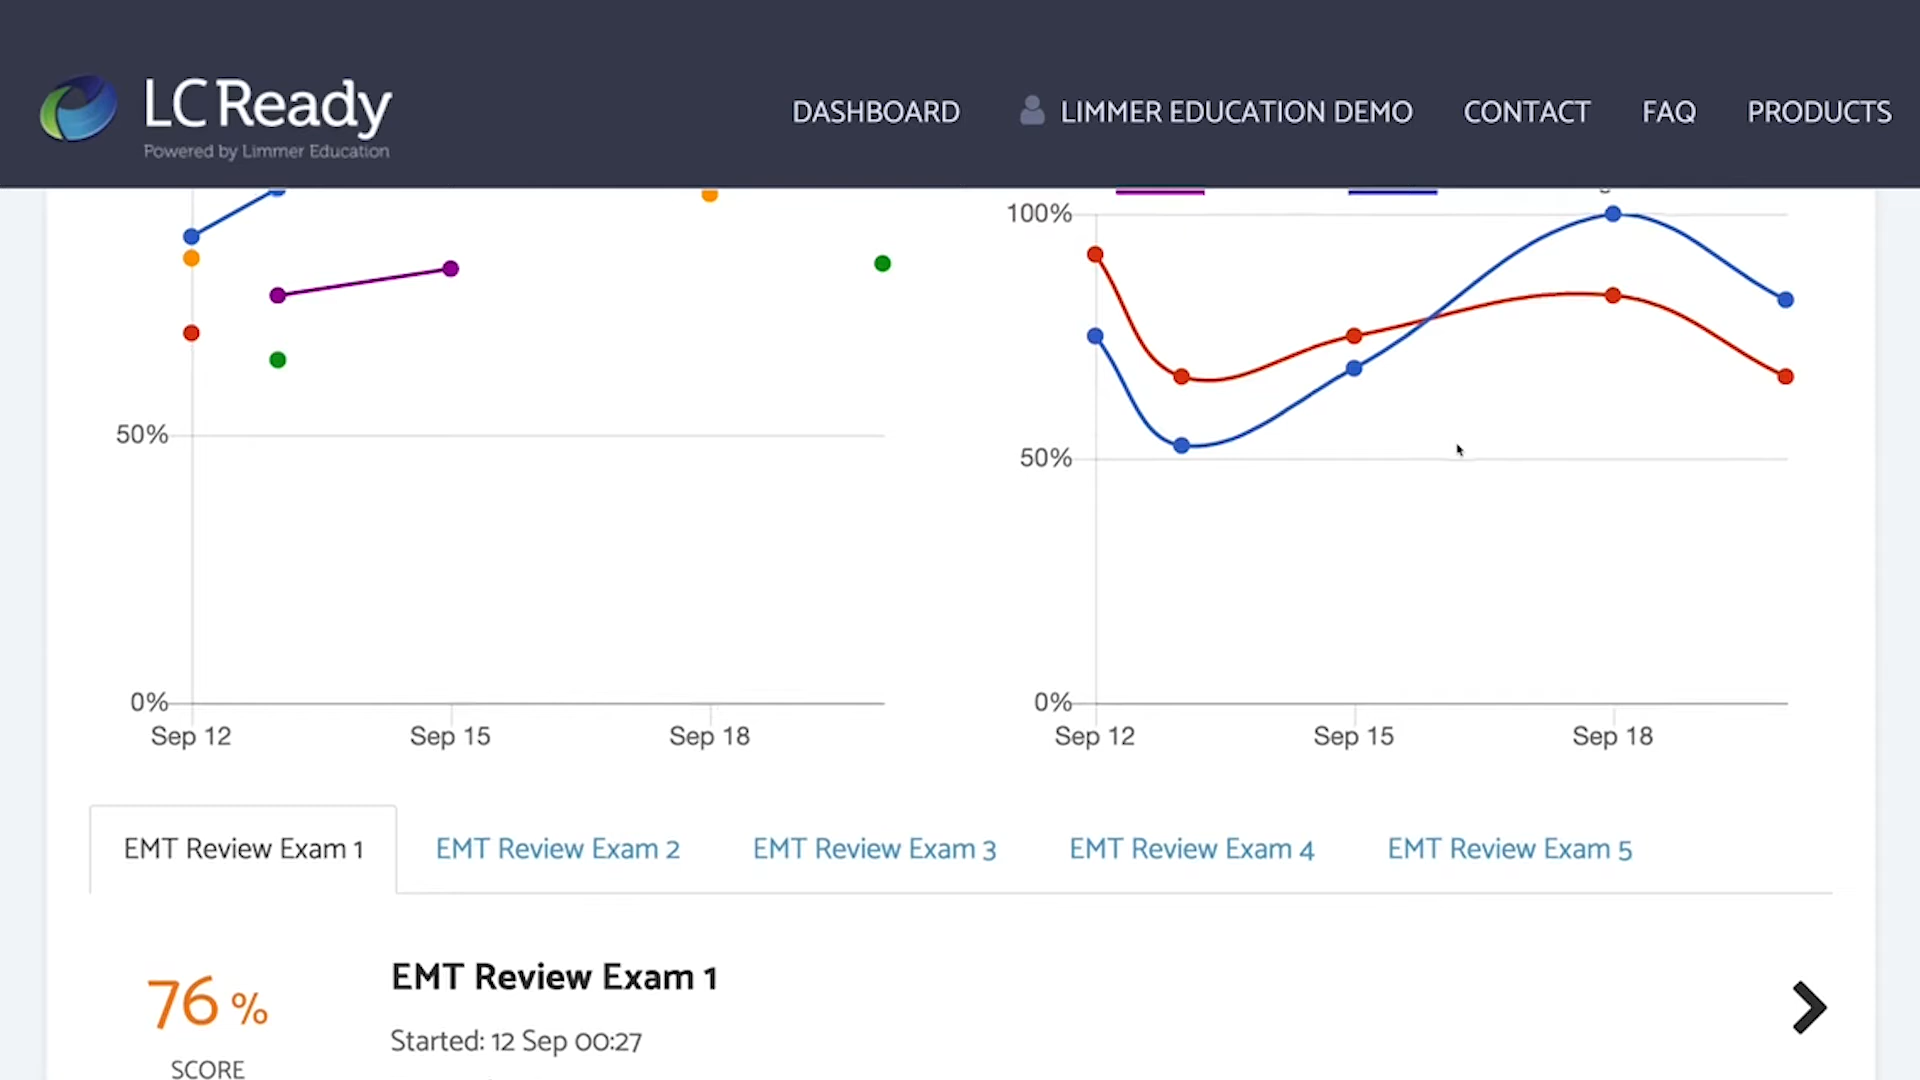 LC Ready
Powered by Limmer Education
DASHBOARD
LIMMER EDUCATION DEMO
CONTACT
FAQ
PRODUCTS
50%
0%
Sep 12
Sep 15
Sep 18
100%
50%
0%
Sep 12
Sep 15
Sep 18
EMT Review Exam 1
EMT Review Exam 2
EMT Review Exam 3
EMT Review Exam 4
EMT Review Exam 5
76 %
SCORE
EMT Review Exam 1
Started: 12 Sep 00:27